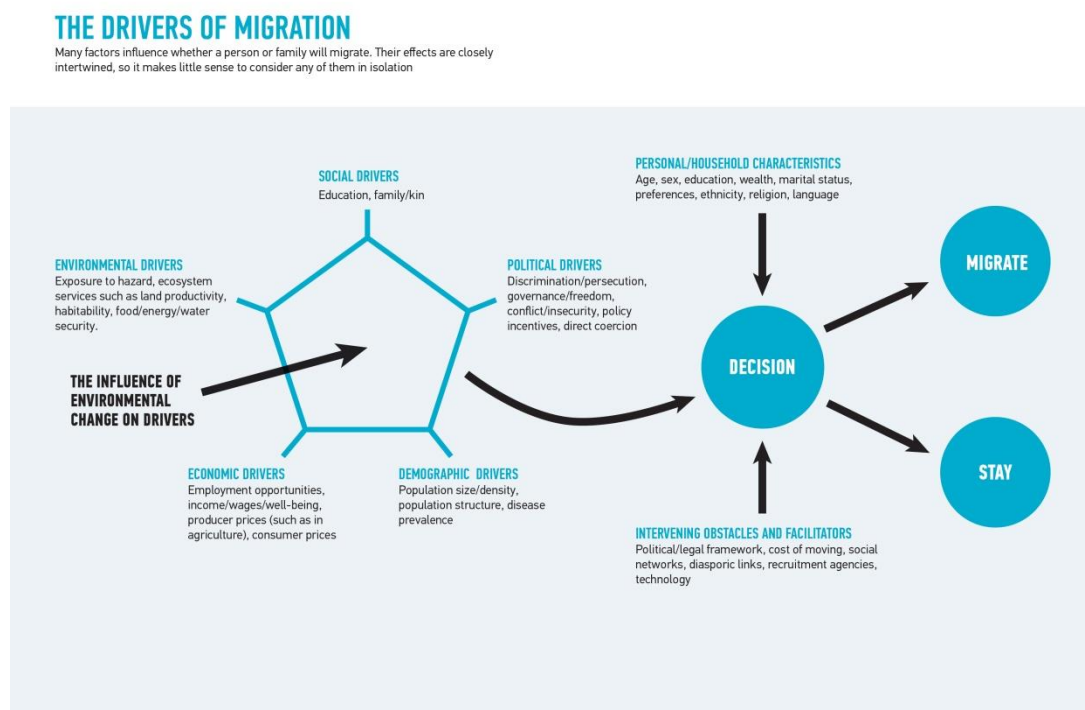 THE DRIVERS OF MIGRATION
Many factors influence whether a person or family will migrate. Their effects are closely
intertwined, so it makes little sense to consider any of them in isolation
SOCIAL DRIVERS
Education, family/kin
ENVIRONMENTAL DRIVERS
Exposure to hazard, ecosystem
services such as land productivity,
habitability, food/energy/water
security.
POLITICAL DRIVERS
Discrimination/persecution,
governance/freedom,
conflict/insecurity, policy
incentives, direct coercion
THE INFLUENCE OF
ENVIRONMENTAL
CHANGE ON DRIVERS
ECONOMIC DRIVERS
Employment opportunities,
income/wages/well-being,
producer prices (such as in
agriculture), consumer prices
DEMOGRAPHIC DRIVERS
Population size/density,
population structure, disease
prevalence
PERSONAL/HOUSEHOLD CHARACTERISTICS
Age, sex, education, wealth, marital status,
preferences, ethnicity, religion, language
DECISION
INTERVENING OBSTACLES AND FACILITATORS
Political/legal framework, cost of moving, social
networks, diasporic links, recruitment agencies,
technology
MIGRATE
STAY